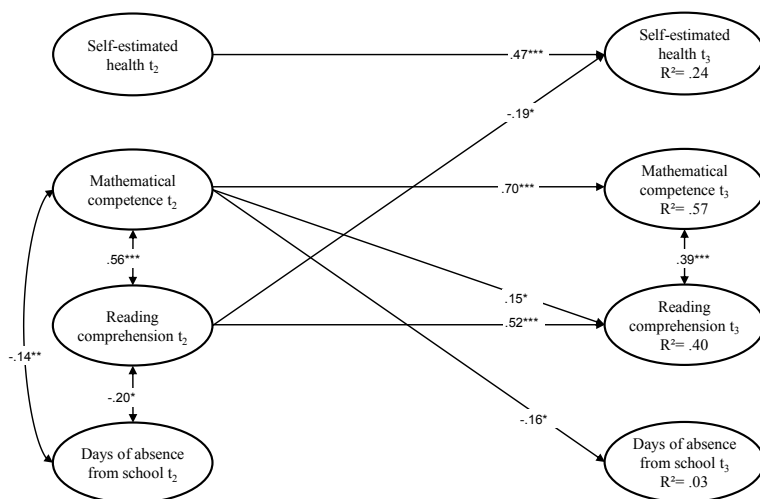 Self-estimated
health t₂
.47***
Self-estimated
health t₃
R²= .24
-.19*
Mathematical
competence t₂
.70***
Mathematical
competence t₃
R²= .57
.56***
.39***
Reading
comprehension t₂
.15*
.52***
Reading
comprehension t₃
R²= .40
-.14**
-.20*
-.16*
Days of absence
from school t₂
Days of absence
from school t₃
R²= .03